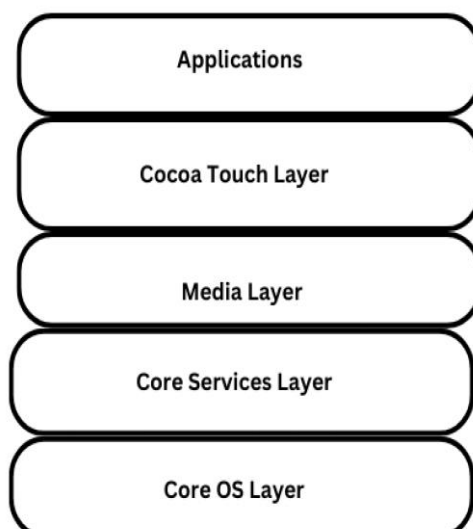 Applications
Cocoa Touch Layer
Media Layer
Core Services Layer
Core OS Layer